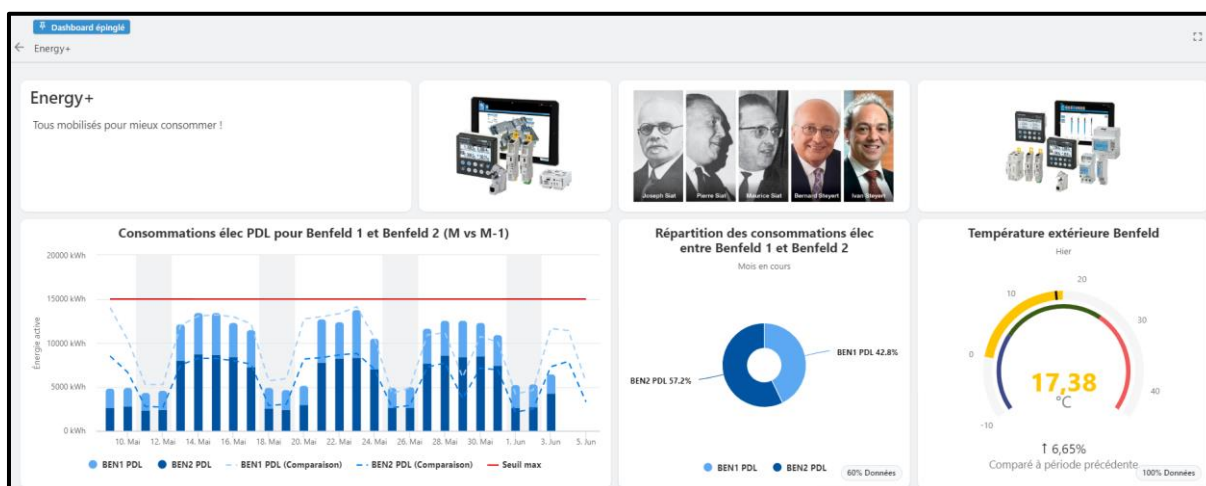 Dashboard épinglé
Energy+
Energy+
Tous mobilisés pour mieux consommer !
Joseph Siat
Pierre Siat
Maurice Siat
Bernard Steyert
Ivan Steyert
Consommations élec PDL pour Benfeld 1 et Benfeld 2 (M vs M-1)
20000 kWh
15000 kWh
10000 kWh
5000 kWh
0 kWh
Énergie active
10. Mai
12. Mai
14. Mai
16. Mai
18. Mai
20. Mai
22. Mai
24. Mai
26. Mai
28. Mai
30. Mai
1. Jun
3. Jun
5. Jun
BEN1 PDL
BEN2 PDL
BEN1 PDL (Comparaison)
BEN2 PDL (Comparaison)
Seuil max
Répartition des consommations élec
entre Benfeld 1 et Benfeld 2
Mois en cours
BEN1 PDL 42.8%
BEN2 PDL 57.2%
BEN1 PDL
BEN2 PDL
60% Données
Température extérieure Benfeld
Hier
-10
0
10
20
30
40
17,38
°C
↑ 6,65%
Comparé à période précédente
100% Données